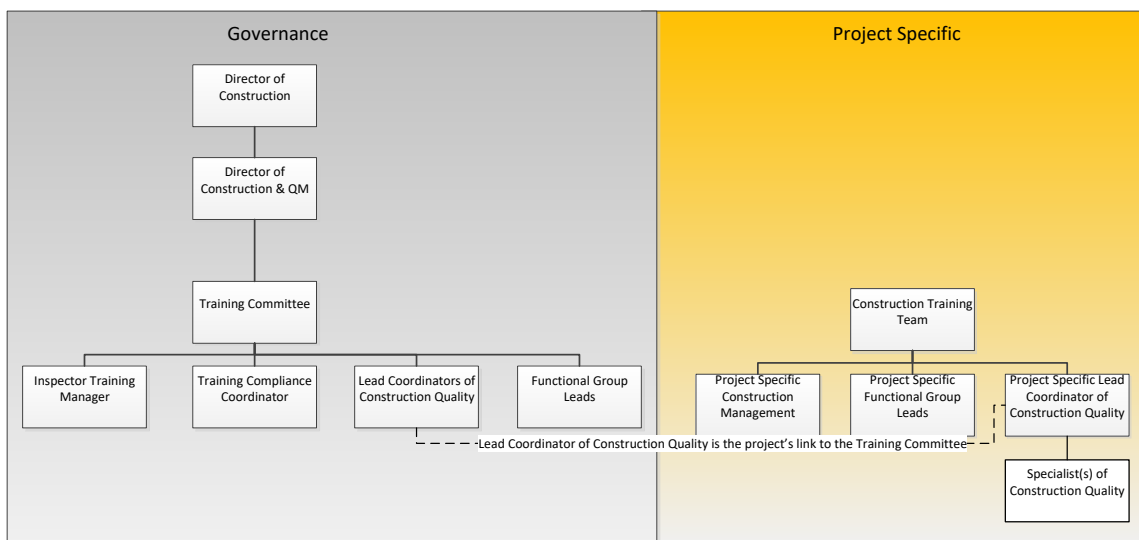 Governance
Project Specific
Director of
Construction
Director of
Construction & QM
Training Committee
Construction Training
Team
Inspector Training
Manager
Training Compliance
Coordinator
Lead Coordinators of
Construction Quality
Functional Group
Leads
Project Specific
Construction
Management
Project Specific
Functional Group
Leads
Project Specific Lead
Coordinator of
Construction Quality
Lead Coordinator of Construction Quality is the project's link to the Training Committee
Specialist(s) of
Construction Quality